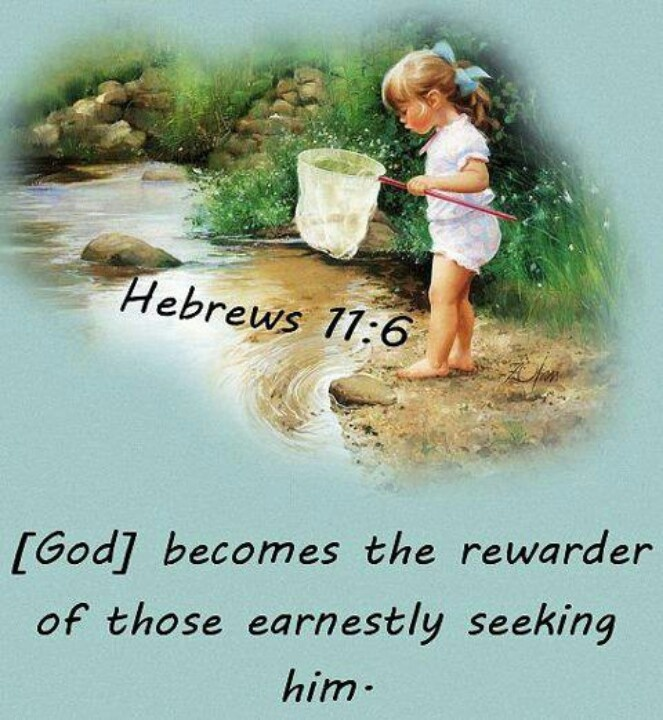 Hebrews 11:6
[God] becomes the rewarder
of those earnestly seeking
him.